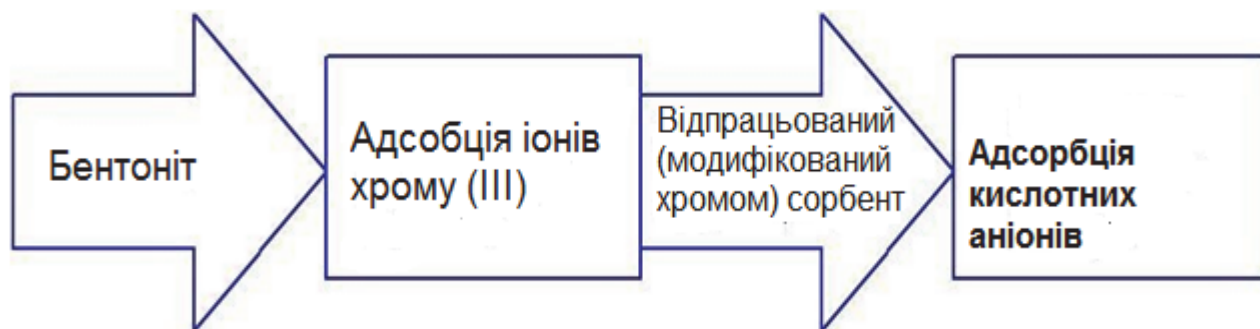 Бентоніт
Адсобція іонів
хрому (III)
Відпрацьований
(модифікований
хромом) сорбент
Адсорбція
кислотних
аніонів